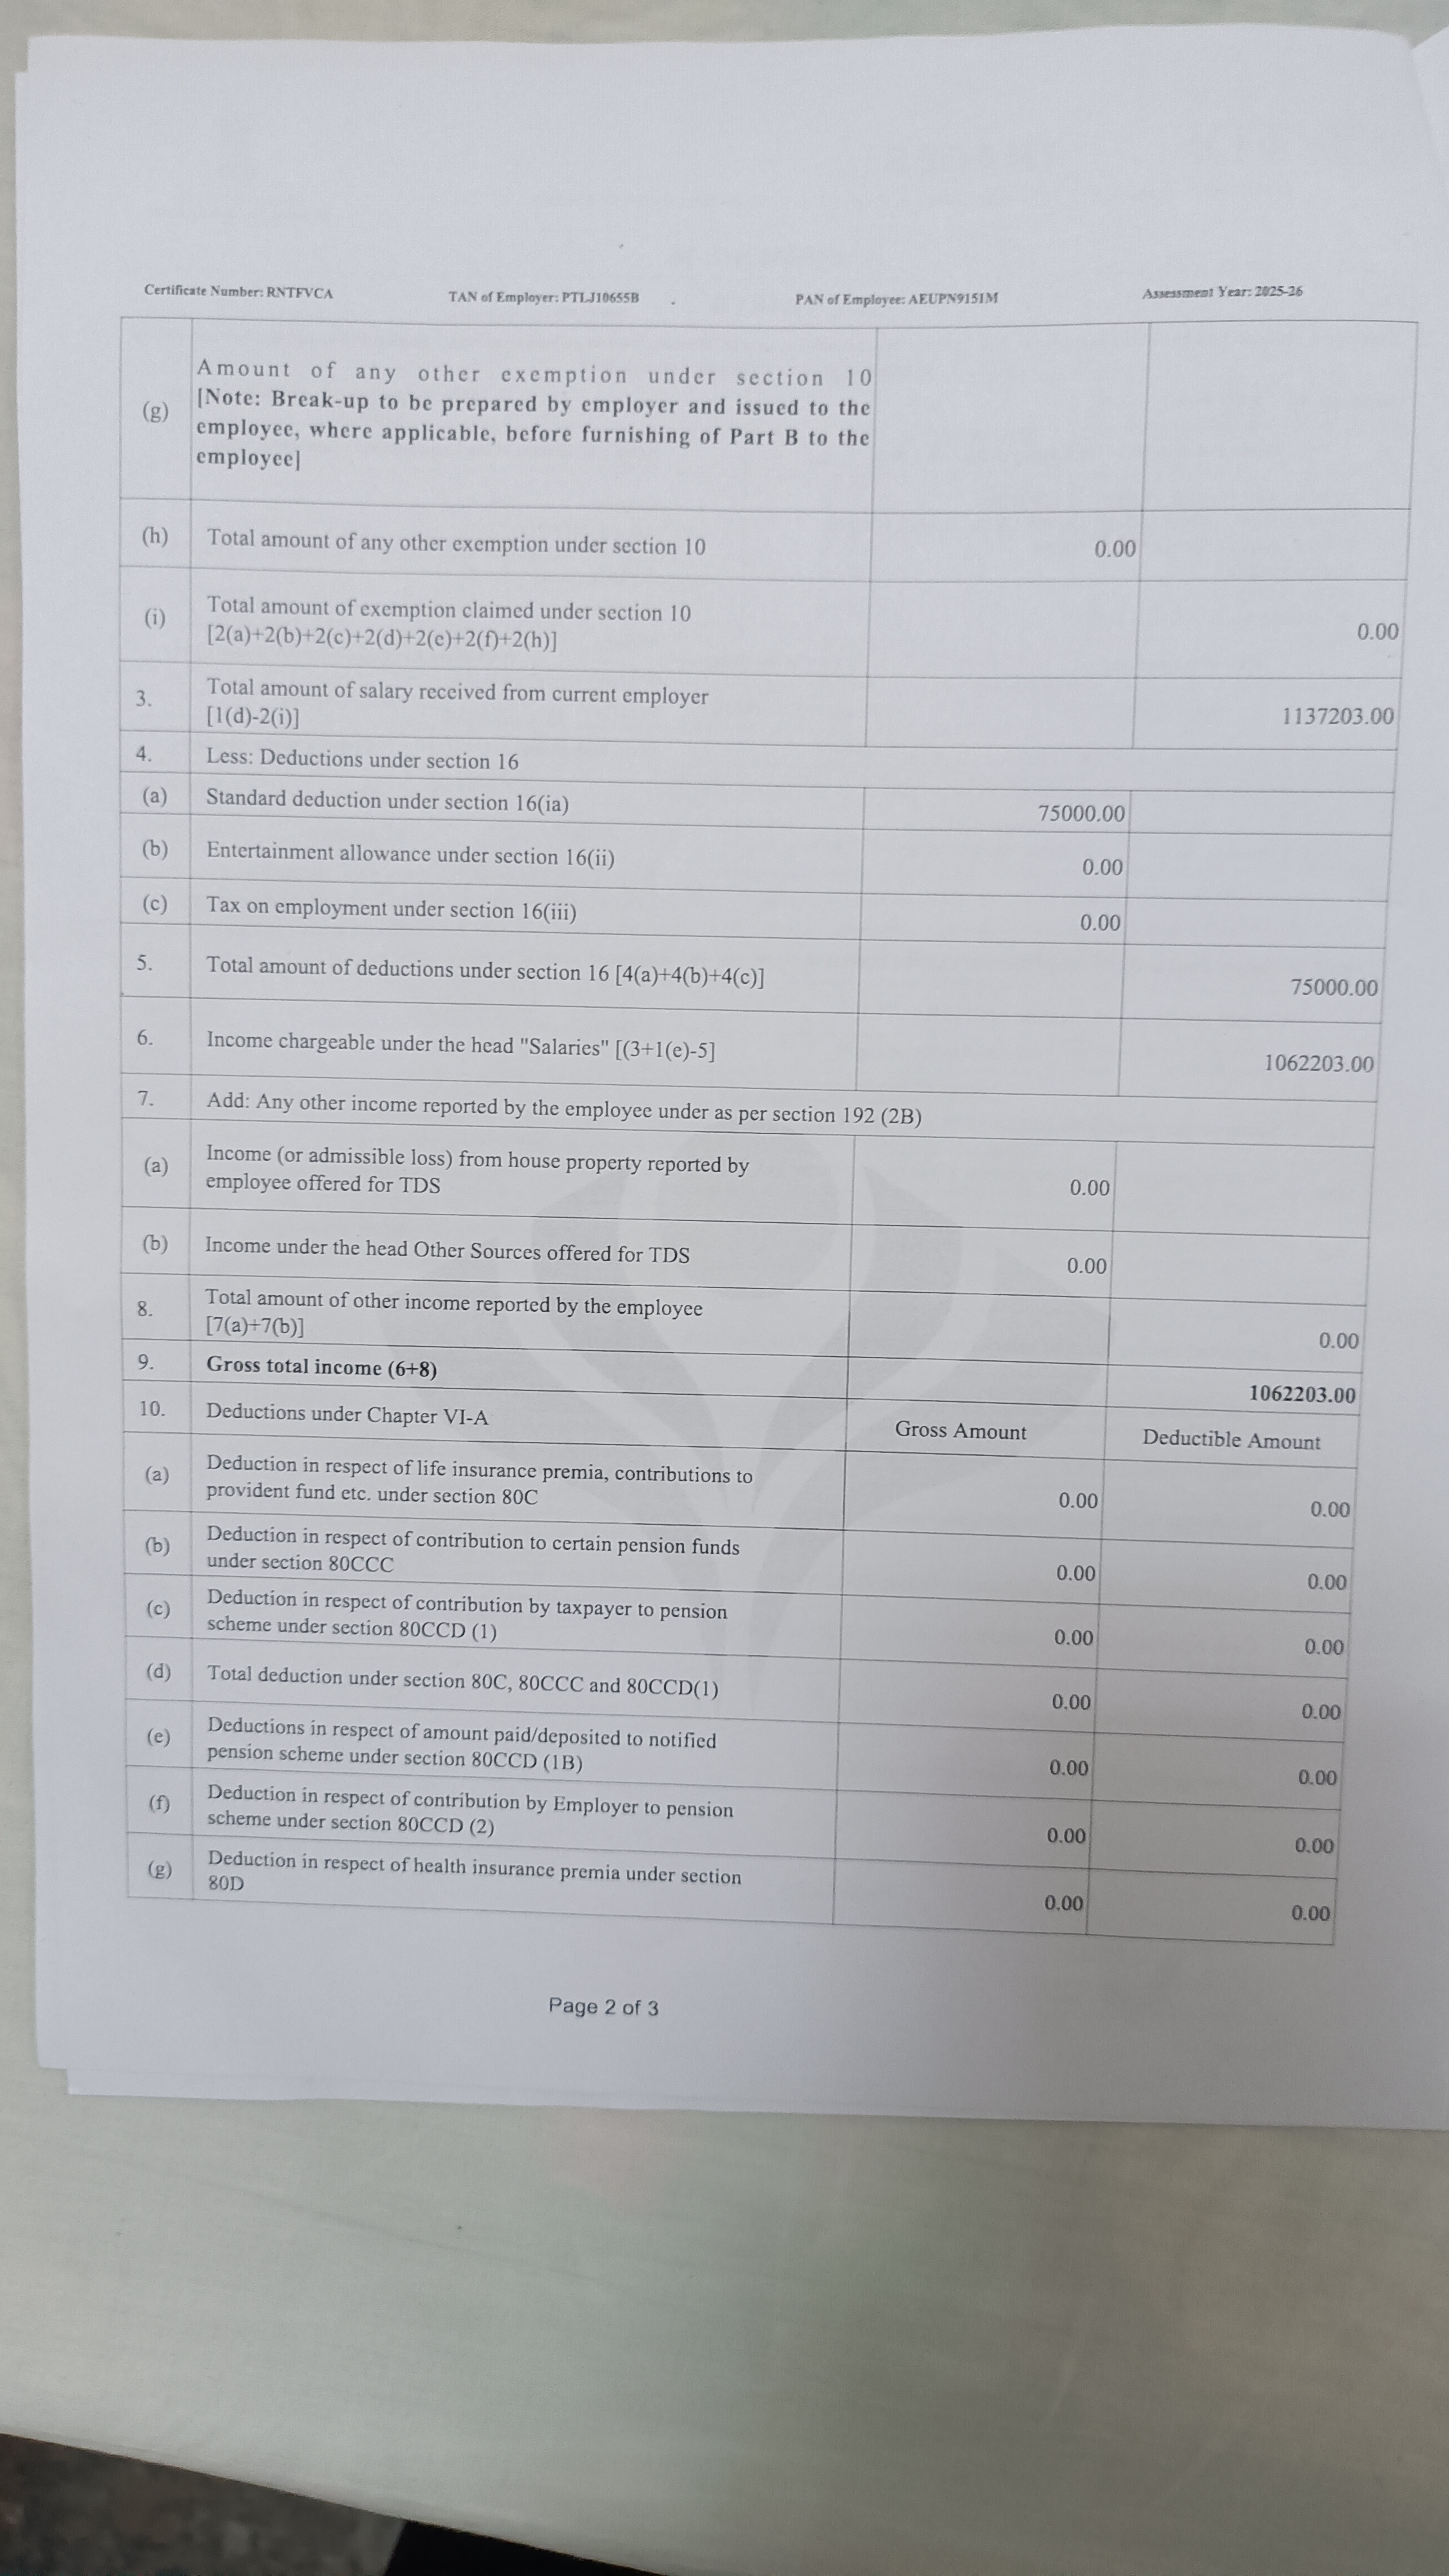 Certificate Number: RNTFVCA TAN of Employer: PTLJ10655B PAN of Employee: AEUPN9151M Assessment Year: 2025-26
(g) Amount of any other exemption under section 10
[Note: Break-up to be prepared by employer and issued to the
employee, where applicable, before furnishing of Part B to the
employee]
(h) Total amount of any other exemption under section 10 0.00
(i) Total amount of exemption claimed under section 10
[2(a)+2(b)+2(c)+2(d)+2(e)+2(f)+2(h)] 0.00
3. Total amount of salary received from current employer
[1(d)-2(i)] 1137203.00
4. Less: Deductions under section 16
(a) Standard deduction under section 16(ia) 75000.00
(b) Entertainment allowance under section 16(ii) 0.00
(c) Tax on employment under section 16(iii) 0.00
5. Total amount of deductions under section 16 [4(a)+4(b)+4(c)] 75000.00
6. Income chargeable under the head "Salaries" [(3+1(e)-5] 1062203.00
7. Add: Any other income reported by the employee under as per section 192 (2B)
(a) Income (or admissible loss) from house property reported by
employee offered for TDS 0.00
(b) Income under the head Other Sources offered for TDS 0.00
8. Total amount of other income reported by the employee
[7(a)+7(b)] 0.00
9. Gross total income (6+8) 1062203.00
10. Deductions under Chapter VI-A Gross Amount Deductible Amount
(a) Deduction in respect of life insurance premia, contributions to
provident fund etc. under section 80C 0.00 0.00
(b) Deduction in respect of contribution to certain pension funds
under section 80CCC 0.00 0.00
(c) Deduction in respect of contribution by taxpayer to pension
scheme under section 80CCD (1) 0.00 0.00
(d) Total deduction under section 80C, 80CCC and 80CCD(1) 0.00 0.00
(e) Deductions in respect of amount paid/deposited to notified
pension scheme under section 80CCD (1B) 0.00 0.00
(f) Deduction in respect of contribution by Employer to pension
scheme under section 80CCD (2) 0.00 0.00
(g) Deduction in respect of health insurance premia under section
80D 0.00 0.00
Page 2 of 3